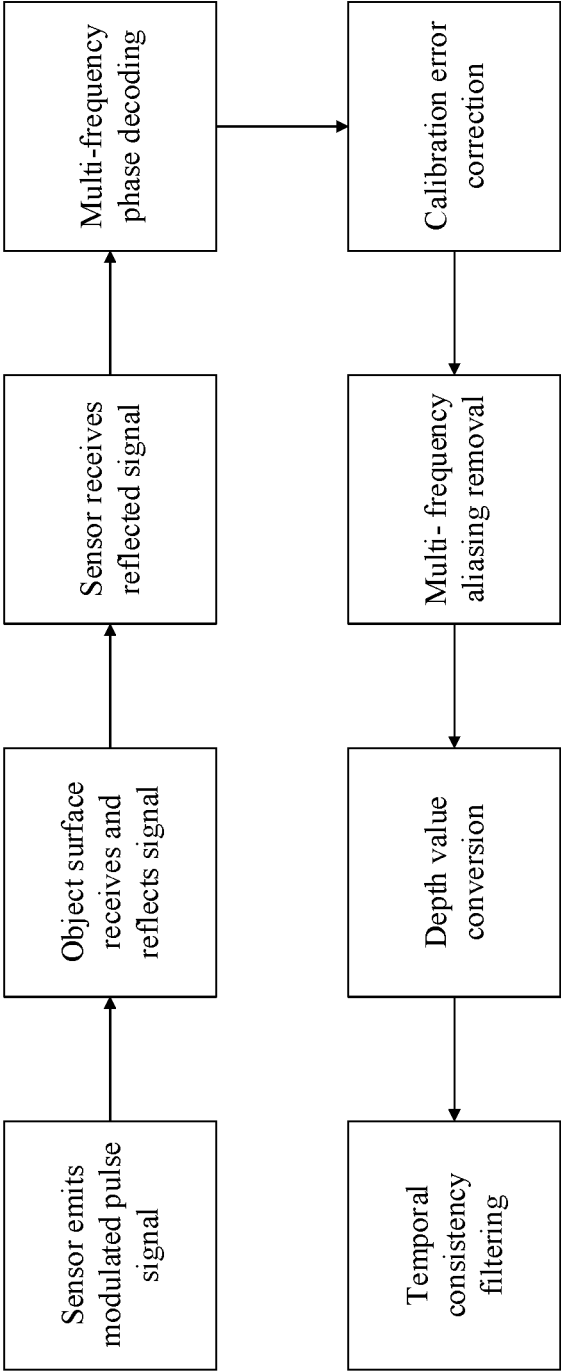 Sensor emits
modulated pulse
signal
Object surface
receives and
reflects signal
Sensor receives
reflected signal
Multi-frequency
phase decoding
Calibration error
correction
Multi- frequency
aliasing removal
Depth value
conversion
Temporal
consistency
filtering